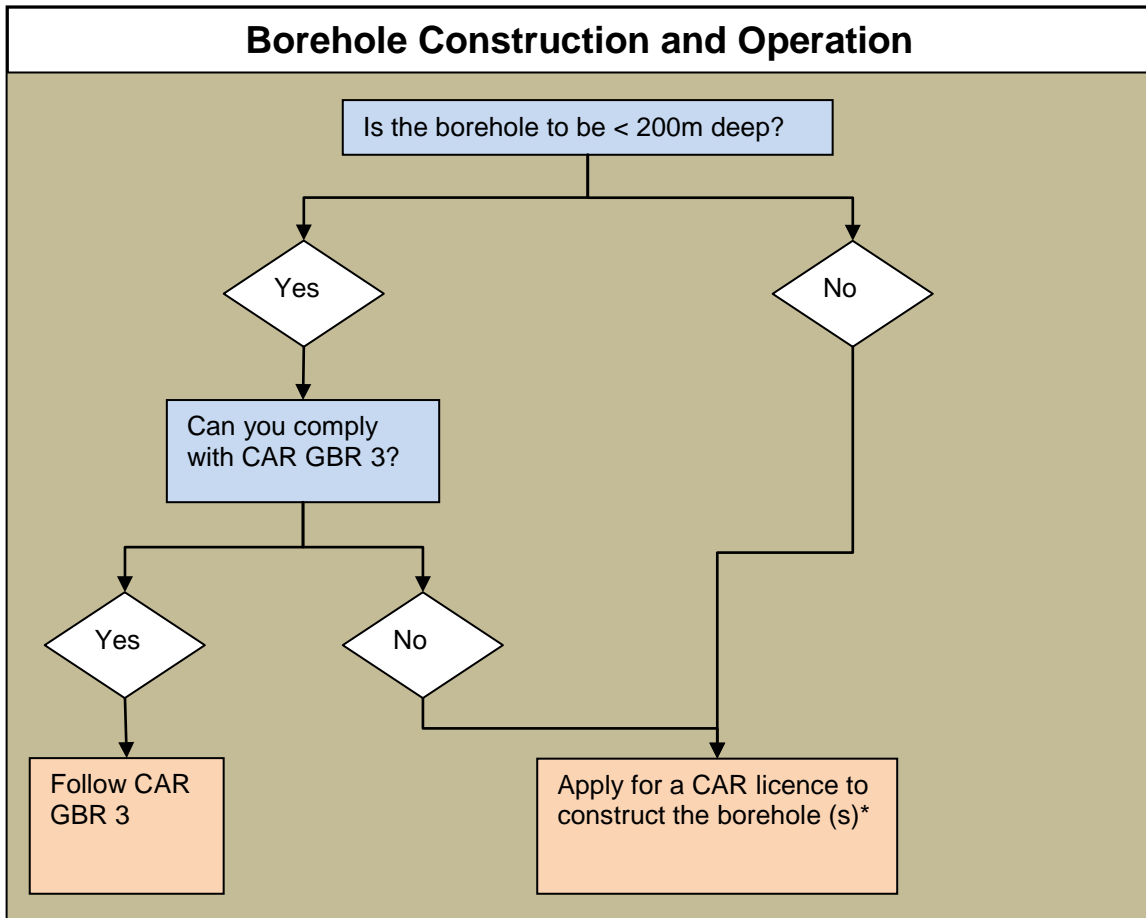 Borehole Construction and Operation
Is the borehole to be < 200m deep?
Yes
No
Can you comply
with CAR GBR 3?
Yes
No
Follow CAR
GBR 3
Apply for a CAR licence to
construct the borehole (s)*